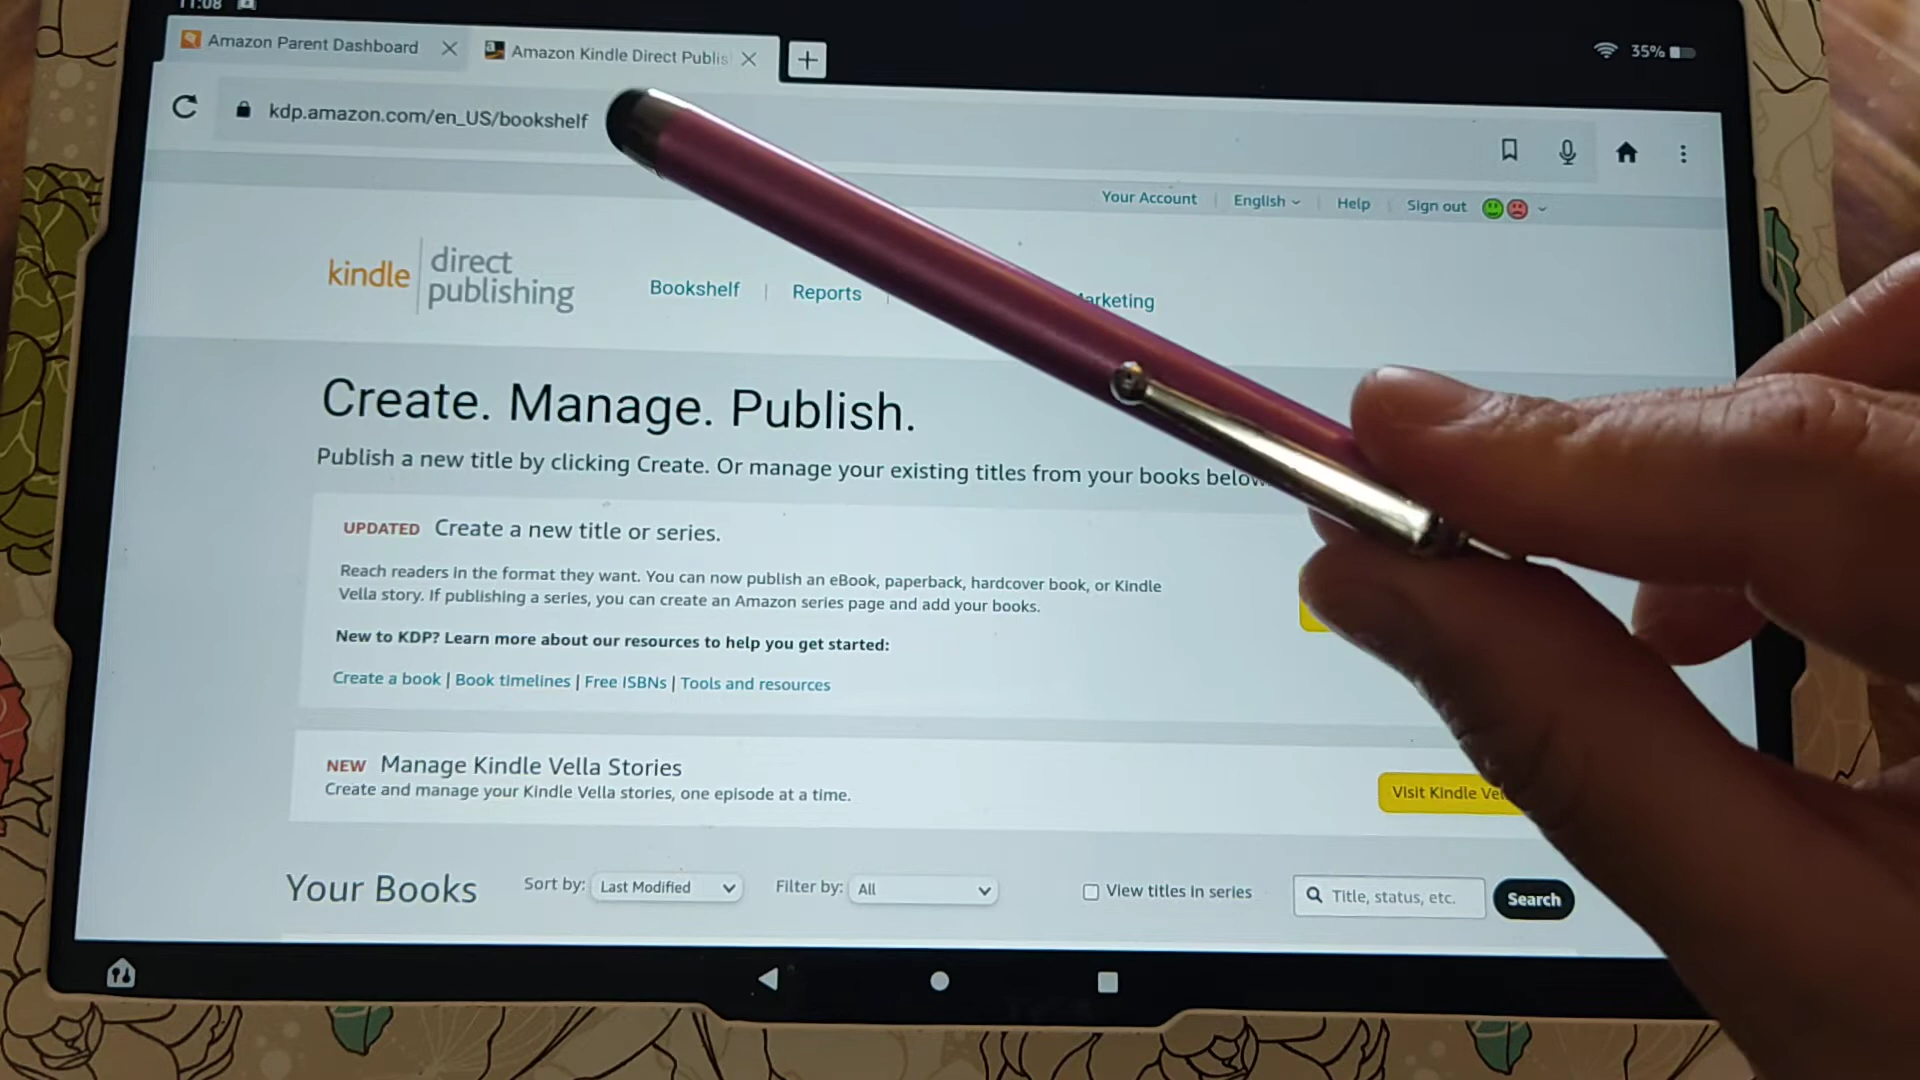 11:08
Amazon Parent Dashboard
Amazon Kindle Direct Publis
35%
kdp.amazon.com/en_US/bookshelf
Your Account | English | Help | Sign out
kindle direct publishing
Bookshelf | Reports | arketing
Create. Manage. Publish.
Publish a new title by clicking Create. Or manage your existing titles from your books below.
UPDATED Create a new title or series.
Reach readers in the format they want. You can now publish an eBook, paperback, hardcover book, or Kindle
Vella story. If publishing a series, you can create an Amazon series page and add your books.
New to KDP? Learn more about our resources to help you get started:
Create a book | Book timelines | Free ISBNs | Tools and resources
NEW Manage Kindle Vella Stories
Create and manage your Kindle Vella stories, one episode at a time.
Visit Kindle Ve
Your Books Sort by: Last Modified Filter by: All View titles in series Title, status, etc. Search